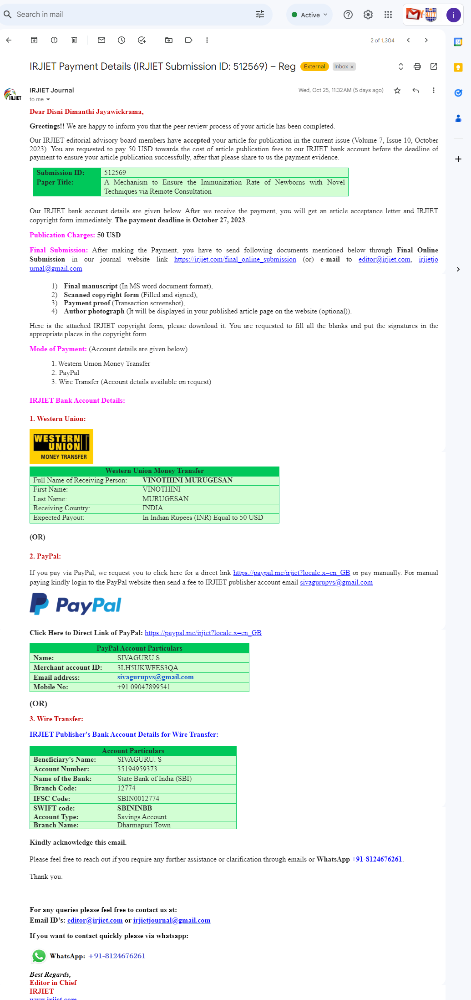 Search in mail
Active
i
2 of 1,304
31
IRJIET Payment Details (IRJIET Submission ID: 512569) – Reg External Inbox ×
IRJIET
IRJIET Journal
Wed, Oct 25, 11:32 AM (5 days ago)
to me
Dear Disni Dimanthi Jayawickrama,
Greetings!! We are happy to inform you that the peer review process of your article has been completed.
Our IRJIET editorial advisory board members have accepted your article for publication in the current issue (Volume 7, Issue 10, October
2023). You are requested to pay 50 USD towards the cost of article publication fees to our IRJIET bank account before the deadline of
payment to ensure your article publication successfully, after that please share to us the payment evidence.
Submission ID: 512569
Paper Title: A Mechanism to Ensure the Immunization Rate of Newborns with Novel
Techniques via Remote Consultation
Our IRJIET bank account details are given below. After we receive the payment, you will get an article acceptance letter and IRJIET
copyright form immediately. The payment deadline is October 27, 2023.
Publication Charges: 50 USD
Final Submission: After making the Payment, you have to send following documents mentioned below through Final Online
Submission in our journal website link https://irjiet.com/final_online_submission (or) e-mail to editor@irjiet.com, irjietjo
urnal@gmail.com
1) Final manuscript (In MS word document format),
2) Scanned copyright form (Filled and signed),
3) Payment proof (Transaction screenshot),
4) Author photograph (It will be displayed in your published article page on the website (optional)).
Here is the attached IRJIET copyright form, please download it. You are requested to fill all the blanks and put the signatures in the
appropriate places in the copyright form.
Mode of Payment: (Account details are given below)
1. Western Union Money Transfer
2. PayPal
3. Wire Transfer (Account details available on request)
IRJIET Bank Account Details:
1. Western Union:
WESTERN
UNION
MONEY TRANSFER
Western Union Money Transfer
Full Name of Receiving Person: VINOTHINI MURUGESAN
First Name: VINOTHINI
Last Name: MURUGESAN
Receiving Country: INDIA
Expected Payout: In Indian Rupees (INR) Equal to 50 USD
(OR)
2. PayPal:
If you pay via PayPal, we request you to click here for a direct link https://paypal.me/irjiet?locale.x=en_GB or pay manually. For manual
paying kindly login to the PayPal website then send a fee to IRJIET publisher account email sivagurupvs@gmail.com
PayPal
Click Here to Direct Link of PayPal: https://paypal.me/irjiet?locale.x=en_GB
PayPal Account Particulars
Name: SIVAGURU S
Merchant account ID: 3LH5UKWFES3QA
Email address: sivagurupvs@gmail.com
Mobile No: +91 09047899541
(OR)
3. Wire Transfer:
IRJIET Publisher's Bank Account Details for Wire Transfer:
Account Particulars
Beneficiary's Name: SIVAGURU. S
Account Number: 35194959373
Name of the Bank: State Bank of India (SBI)
Branch Code: 12774
IFSC Code: SBIN0012774
SWIFT code: SBININBB
Account Type: Savings Account
Branch Name: Dharmapuri Town
Kindly acknowledge this email.
Please feel free to reach out if you require any further assistance or clarification through emails or WhatsApp +91-8124676261.
Thank you.
For any queries please feel free to contact us at:
Email ID’s: editor@irjiet.com or irjietjournal@gmail.com
If you want to contact quickly please via whatsapp:
WhatsApp: +91-8124676261
Best Regards,
Editor in Chief
IRJIET
www.irjiet.com